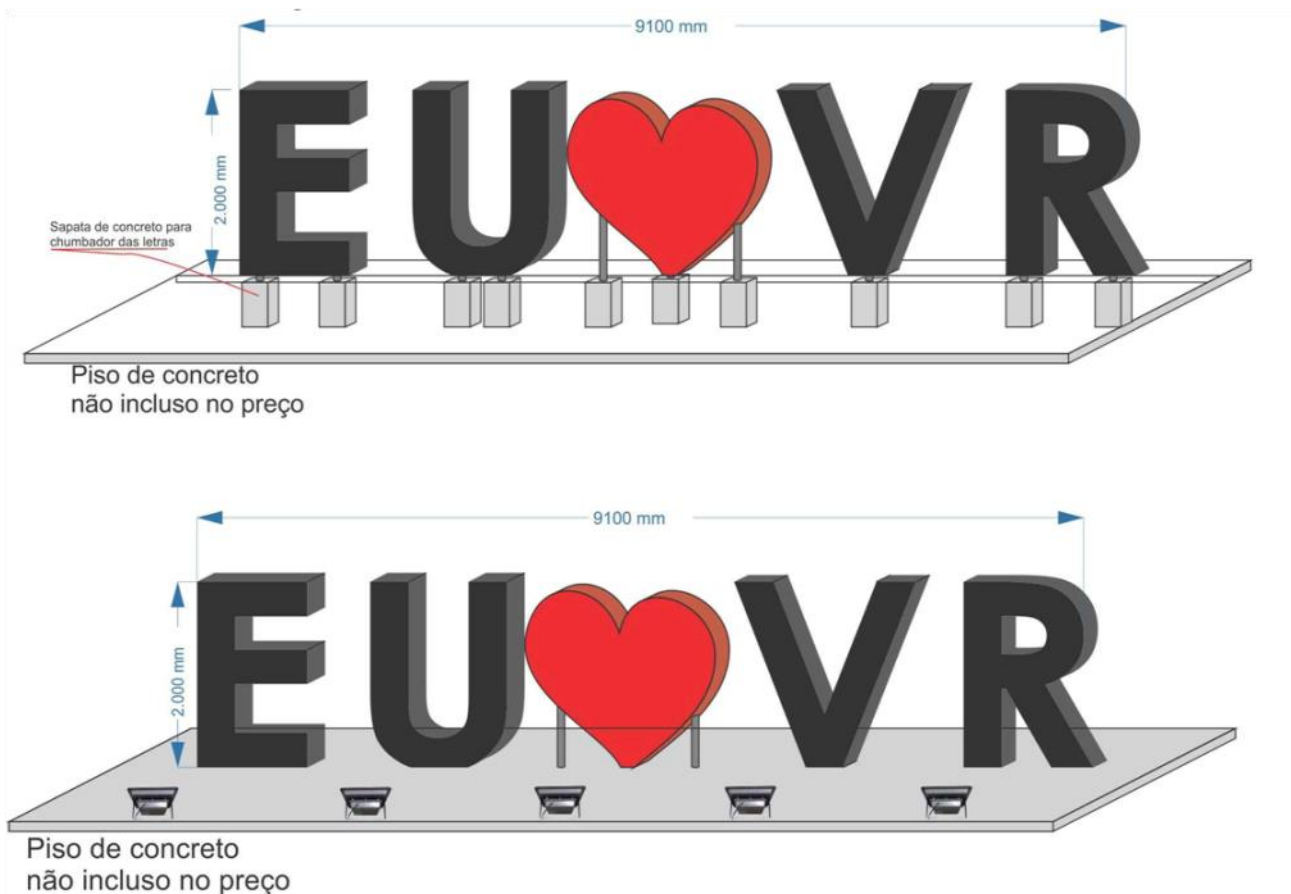 9100 mm
EU VR
2.000 mm
Sapata de concreto para
chumbador das letras
Piso de concreto
não incluso no preço
9100 mm
EU VR
2.000 mm
Piso de concreto
não incluso no preço